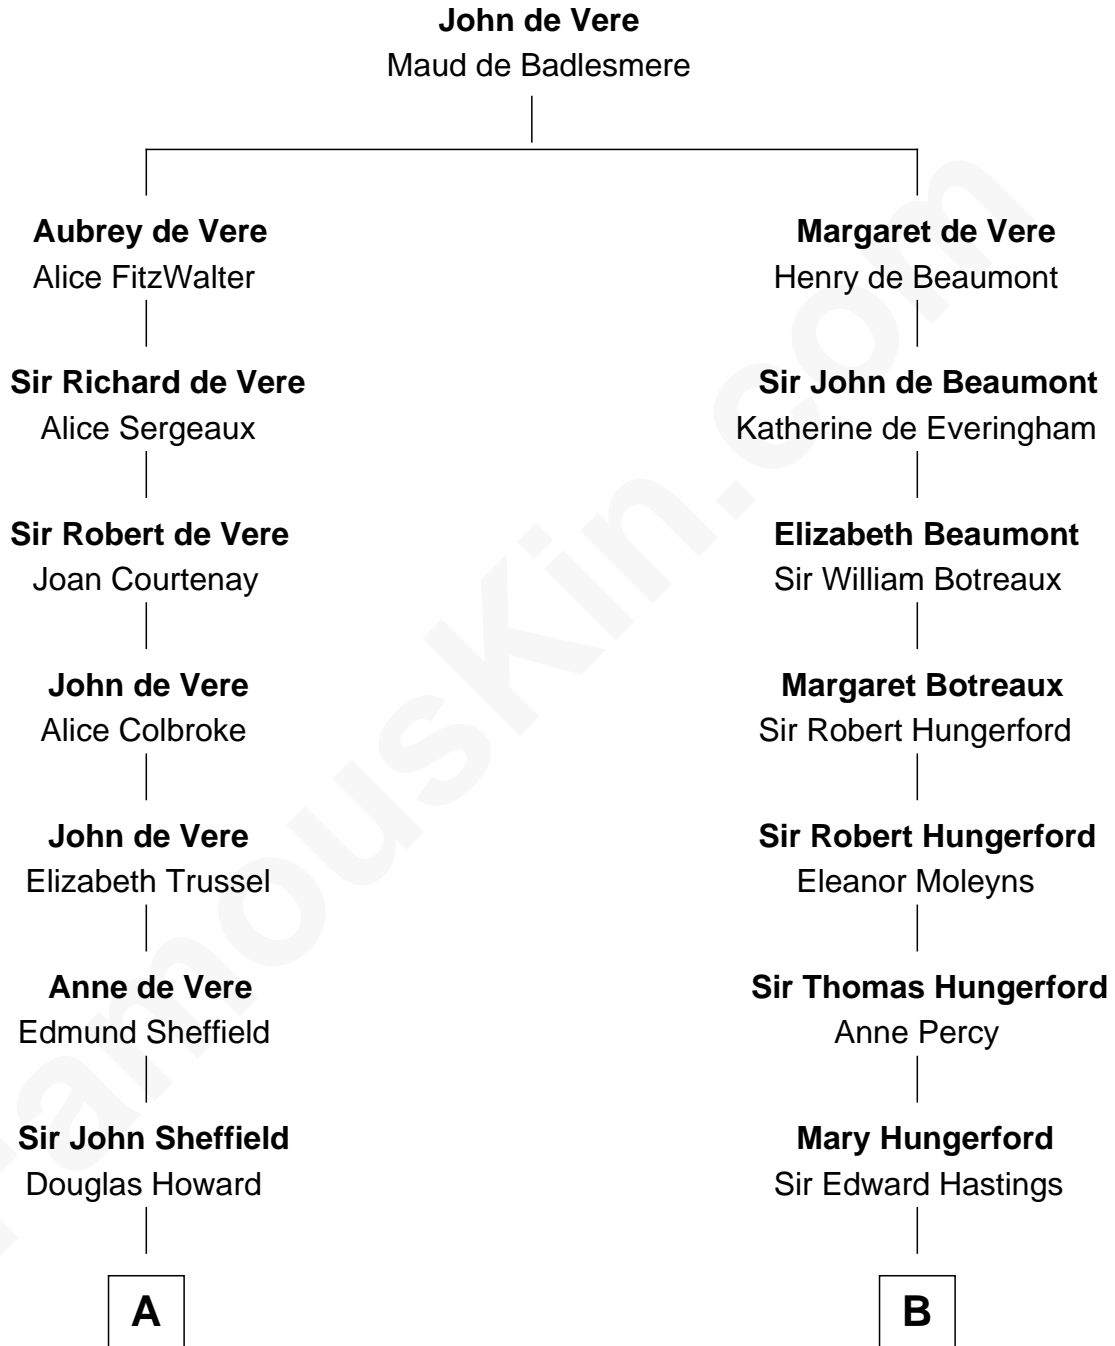 John de Vere
Maud de Badlesmere
Aubrey de Vere
Alice FitzWalter
Margaret de Vere
Henry de Beaumont
Sir Richard de Vere
Alice Sergeaux
Sir John de Beaumont
Katherine de Everingham
Sir Robert de Vere
Joan Courtenay
Elizabeth Beaumont
Sir William Botreaux
John de Vere
Alice Colbroke
Margaret Botreaux
Sir Robert Hungerford
John de Vere
Elizabeth Trussel
Sir Robert Hungerford
Eleanor Moleyns
Anne de Vere
Edmund Sheffield
Sir Thomas Hungerford
Anne Percy
Sir John Sheffield
Douglas Howard
Mary Hungerford
Sir Edward Hastings
A
B
FamousKin.com